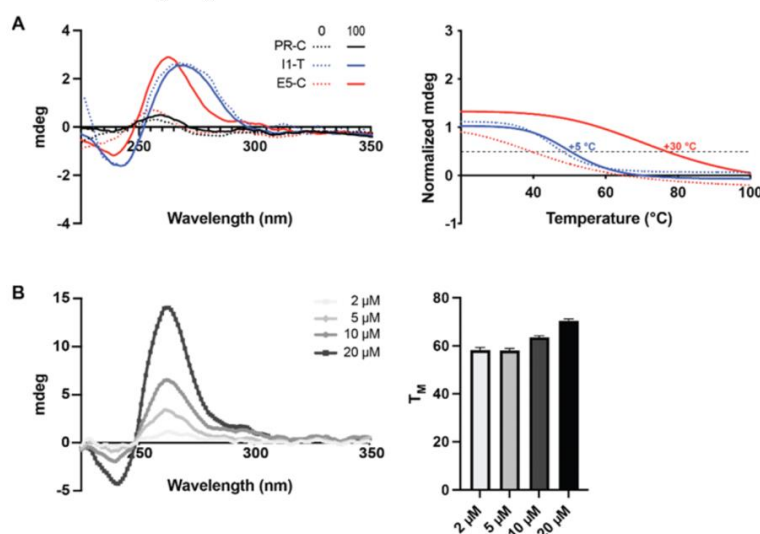 A
4
2
0
-2
-4
mdeg
250
300
350
Wavelength (nm)
0 100
PR-C
I1-T
E5-C
3
2
1
0
-1
Normalized mdeg
+5 °C
+30 °C
40
60
80
100
Temperature (°C)
B
15
10
5
0
-5
mdeg
250
300
350
Wavelength (nm)
2 µM
5 µM
10 µM
20 µM
80
60
40
20
0
TM
2 µM
5 µM
10 µM
20 µM